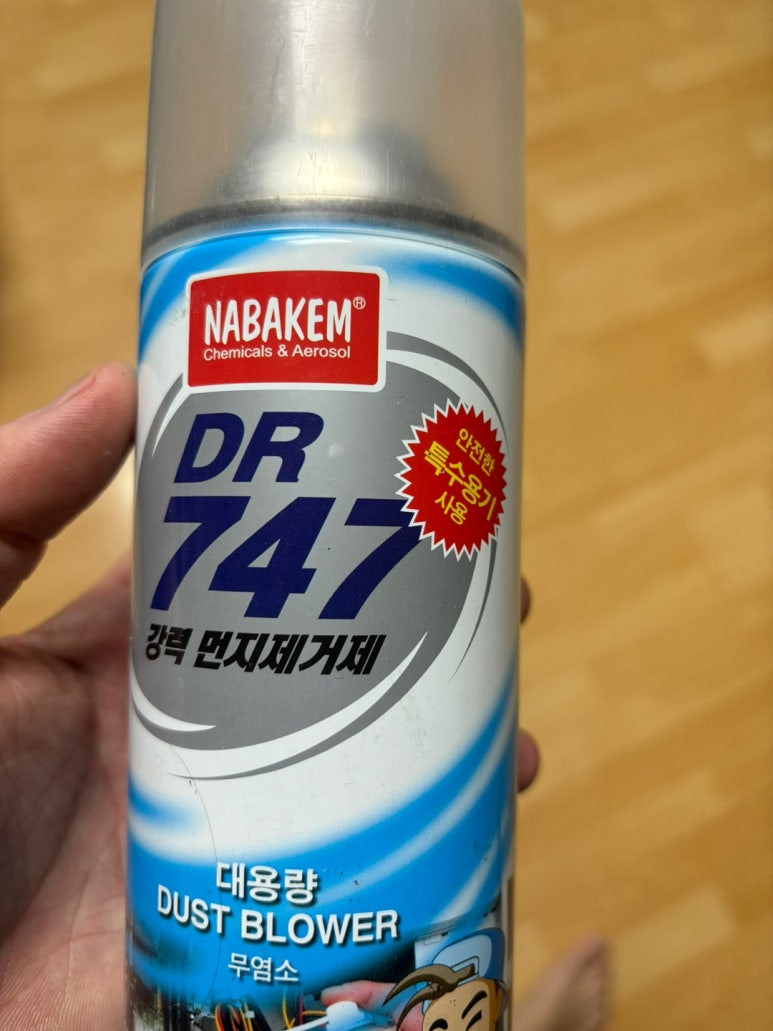 NABAKEM®
Chemicals & Aerosol
DR
747
안전한
특수용기
사용
강력 먼지제거제
대용량
DUST BLOWER
무염소